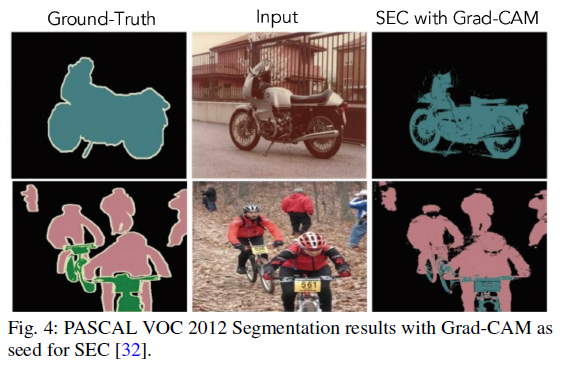 Ground-Truth
Input
SEC with Grad-CAM
561
Fig. 4: PASCAL VOC 2012 Segmentation results with Grad-CAM as
seed for SEC [32].